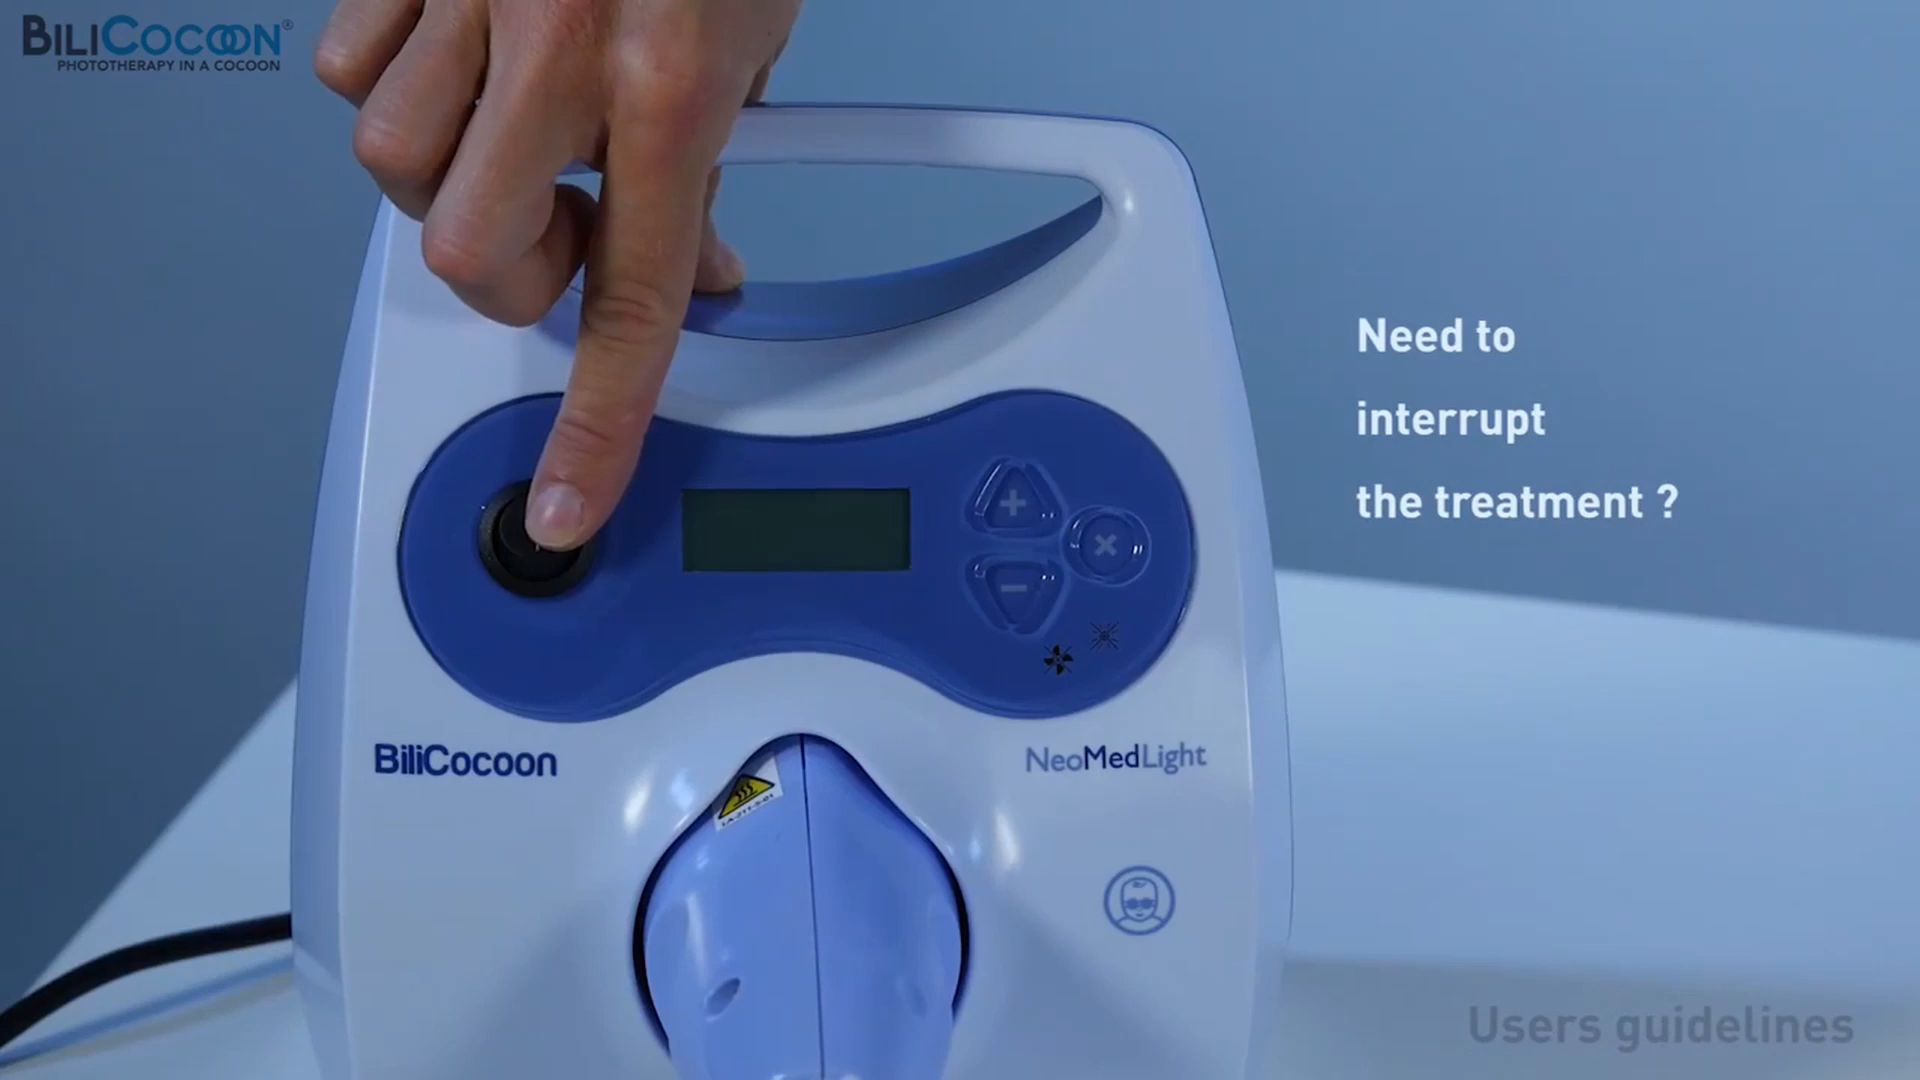 BILICOCOON®
PHOTOTHERAPY IN A COCOON
Need to
interrupt
the treatment ?
BiliCocoon
NeoMedLight
Users guidelines